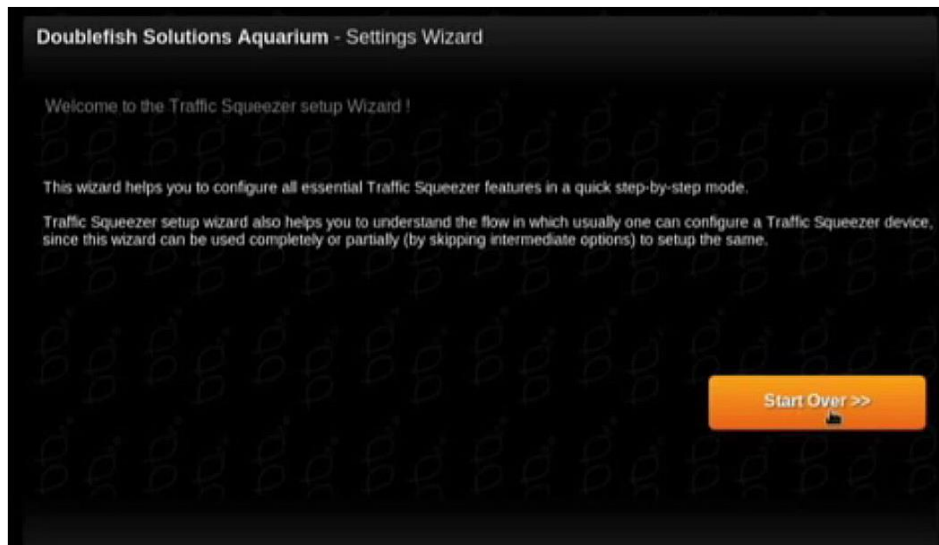 Doublefish Solutions Aquarium - Settings Wizard
Welcome to the Traffic Squeezer setup Wizard !
This wizard helps you to configure all essential Traffic Squeezer features in a quick step-by-step mode.
Traffic Squeezer setup wizard also helps you to understand the flow in which usually one can configure a Traffic Squeezer device,
since this wizard can be used completely or partially (by skipping intermediate options) to setup the same.
Start Over >>